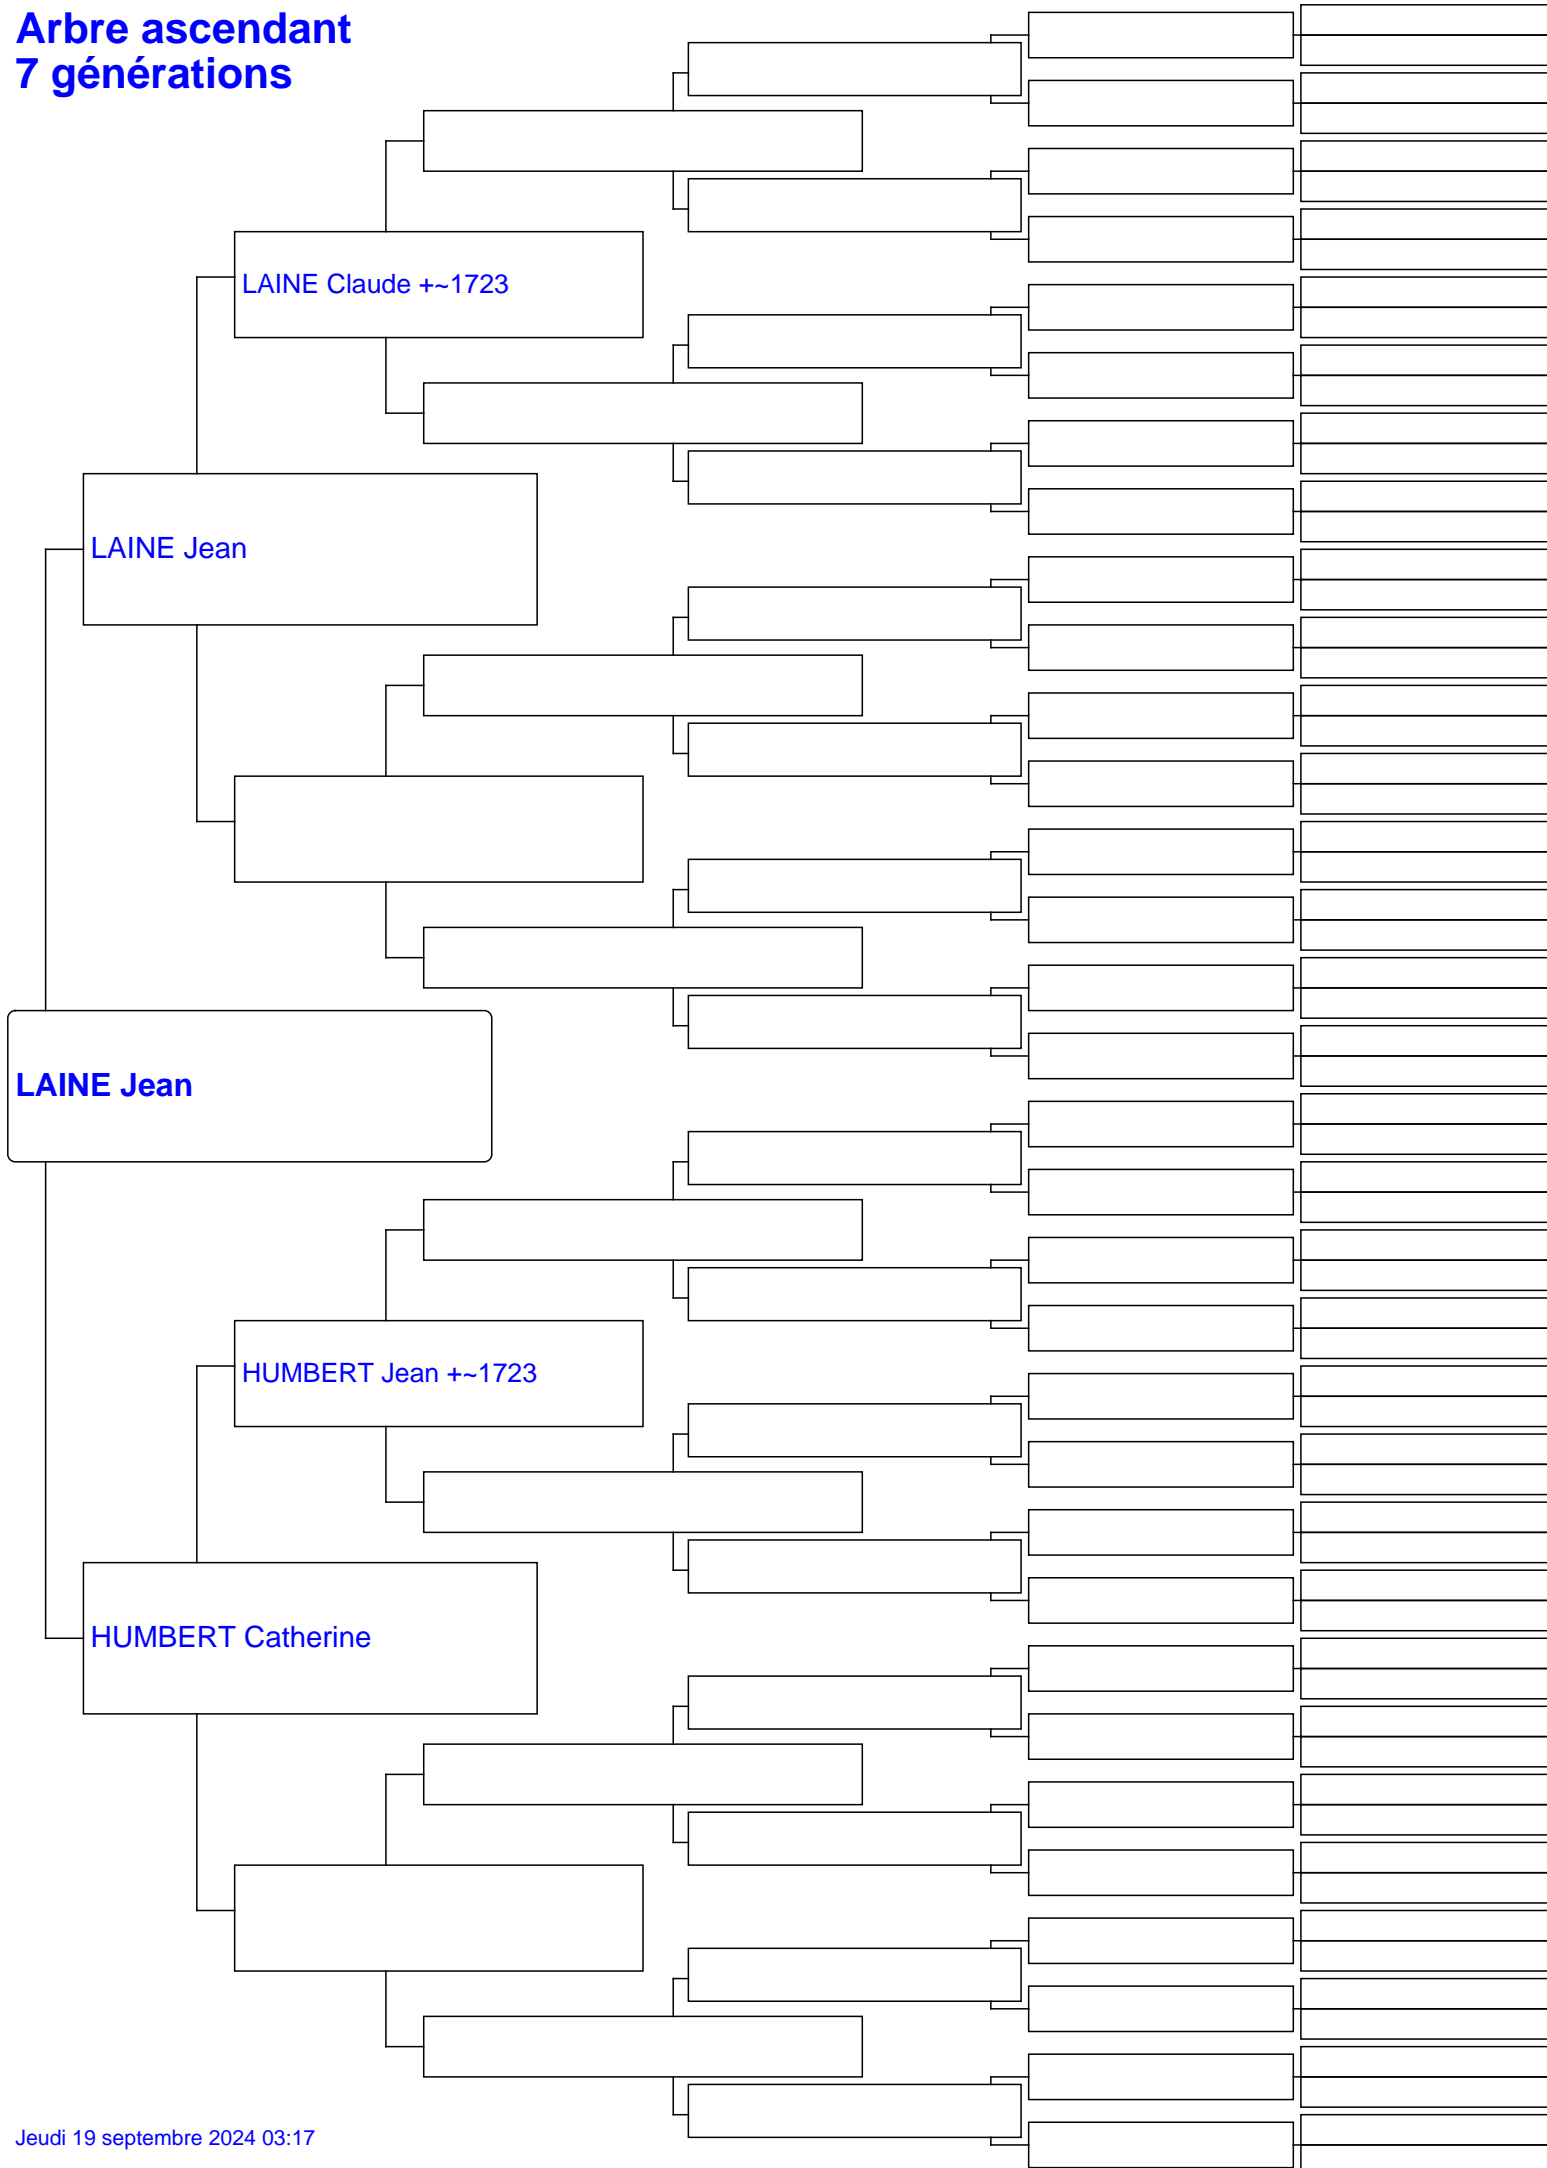 Arbre ascendant
7 générations
LAINE Claude +~1723
LAINE Jean
LAINE Jean
HUMBERT Jean +~1723
HUMBERT Catherine
Jeudi 19 septembre 2024 03:17